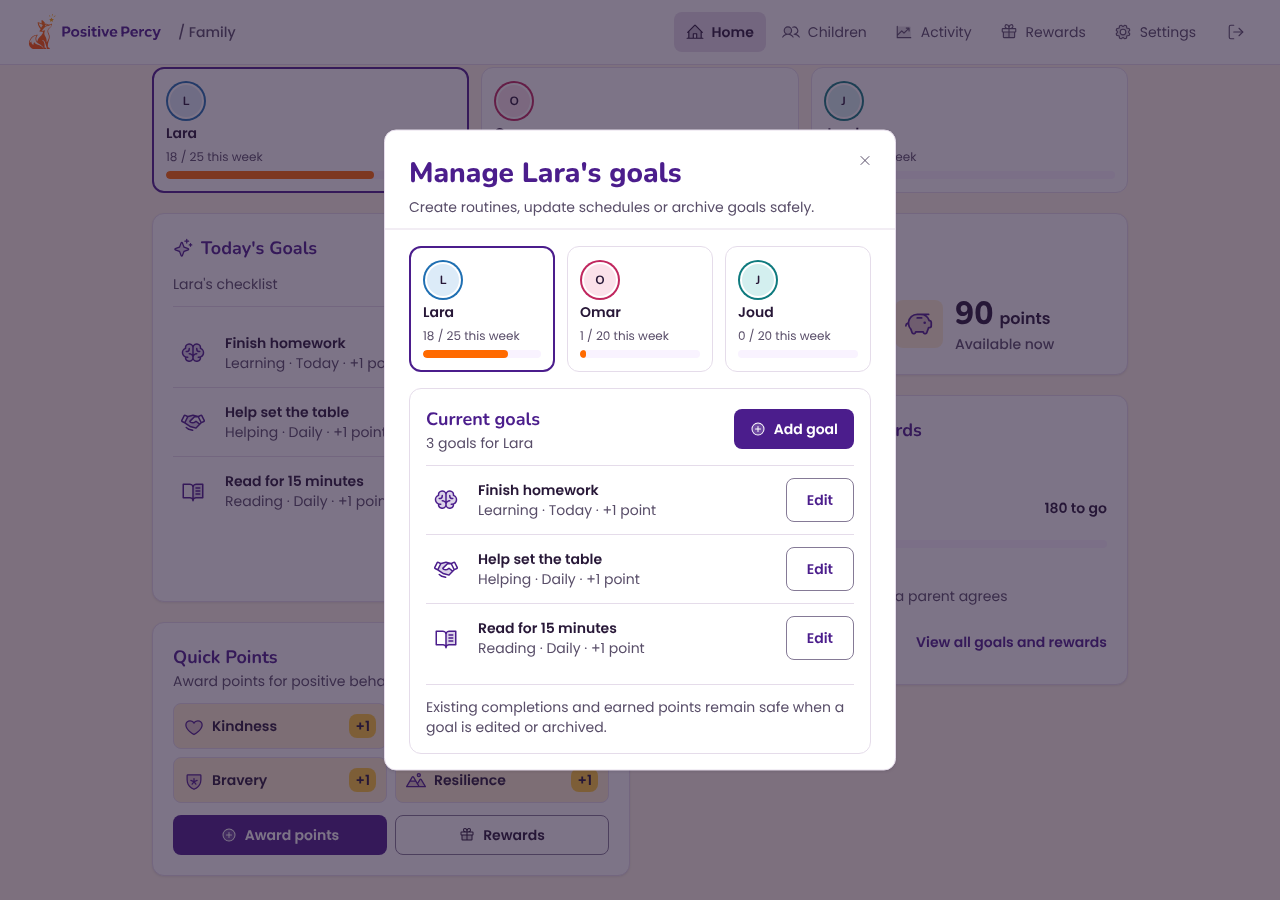 Positive Percy
/ Family
Home
Children
Activity
Rewards
Settings
L
O
J
Lara
18 / 25 this week
Today's Goals
Lara's checklist
Finish homework
Learning · Today · +1
Help set the table
Helping · Daily · +1
Read for 15 minutes
Reading · Daily · +1
90 points
Available now
180 to go
a parent agrees
View all goals and rewards
Quick Points
Award points for positive
Kindness
+1
Bravery
+1
Resilience
+1
Award points
Rewards
Manage Lara's goals
Create routines, update schedules or archive goals safely.
L
Lara
18 / 25 this week
O
Omar
1 / 20 this week
J
Joud
0 / 20 this week
Current goals
3 goals for Lara
Add goal
Finish homework
Learning · Today · +1 point
Edit
Help set the table
Helping · Daily · +1 point
Edit
Read for 15 minutes
Reading · Daily · +1 point
Edit
Existing completions and earned points remain safe when a
goal is edited or archived.